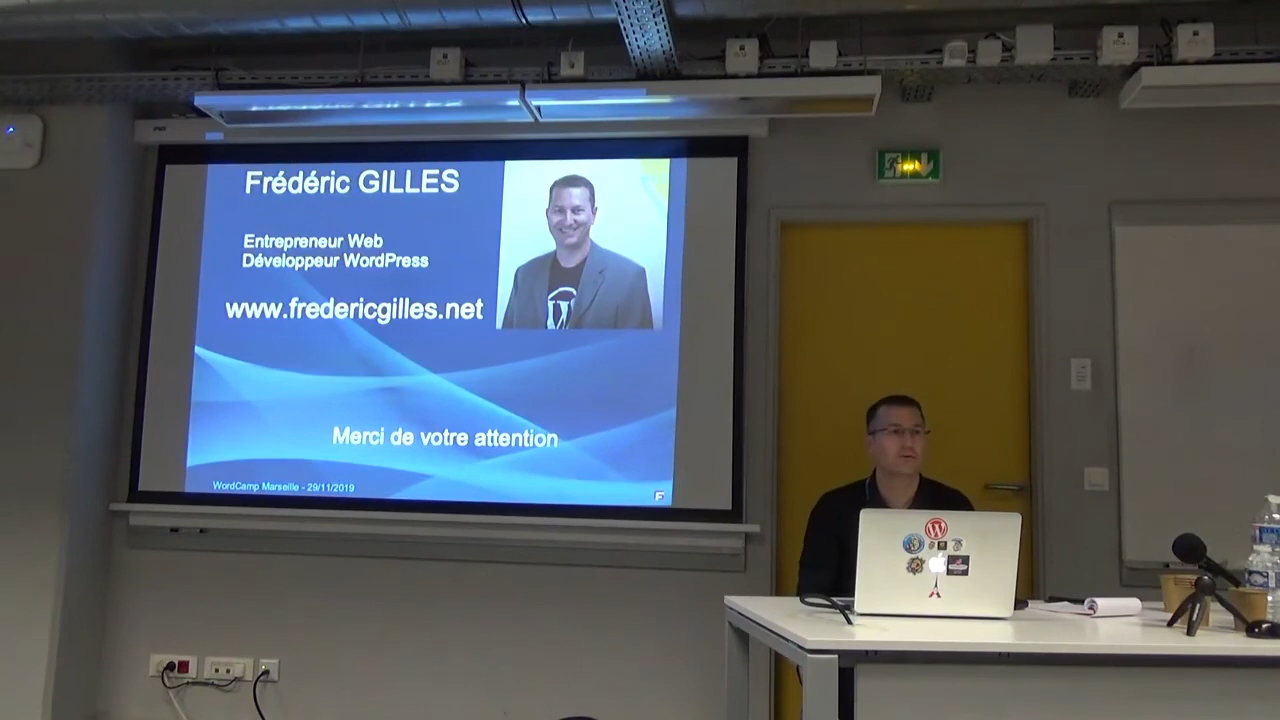 Frédéric GILLES
Entrepreneur Web
Développeur WordPress
www.fredericgilles.net
Merci de votre attention
WordCamp Marseille - 29/11/2019
F